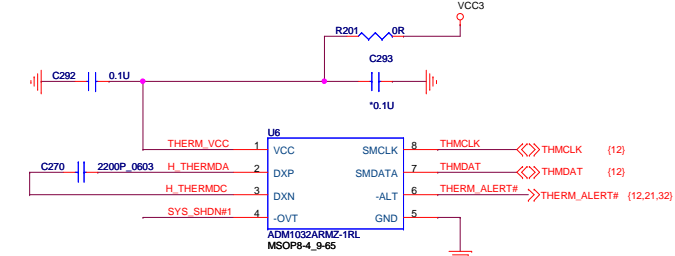 VCC3
R201 0R
C293
C292 0.1U
*0.1U
U6
THERM_VCC 1 VCC SMCLK 8 THMCLK THMCLK {12}
C270 2200P_0603 H_THERMDA 2 DXP SMDATA 7 THMDAT THMDAT {12}
H_THERMDC 3 DXN -ALT 6 THERM_ALERT# THERM_ALERT# {12,21,32}
SYS_SHDN#1 4 -OVT GND 5
ADM1032ARMZ-1RL
MSOP8-4_9-65